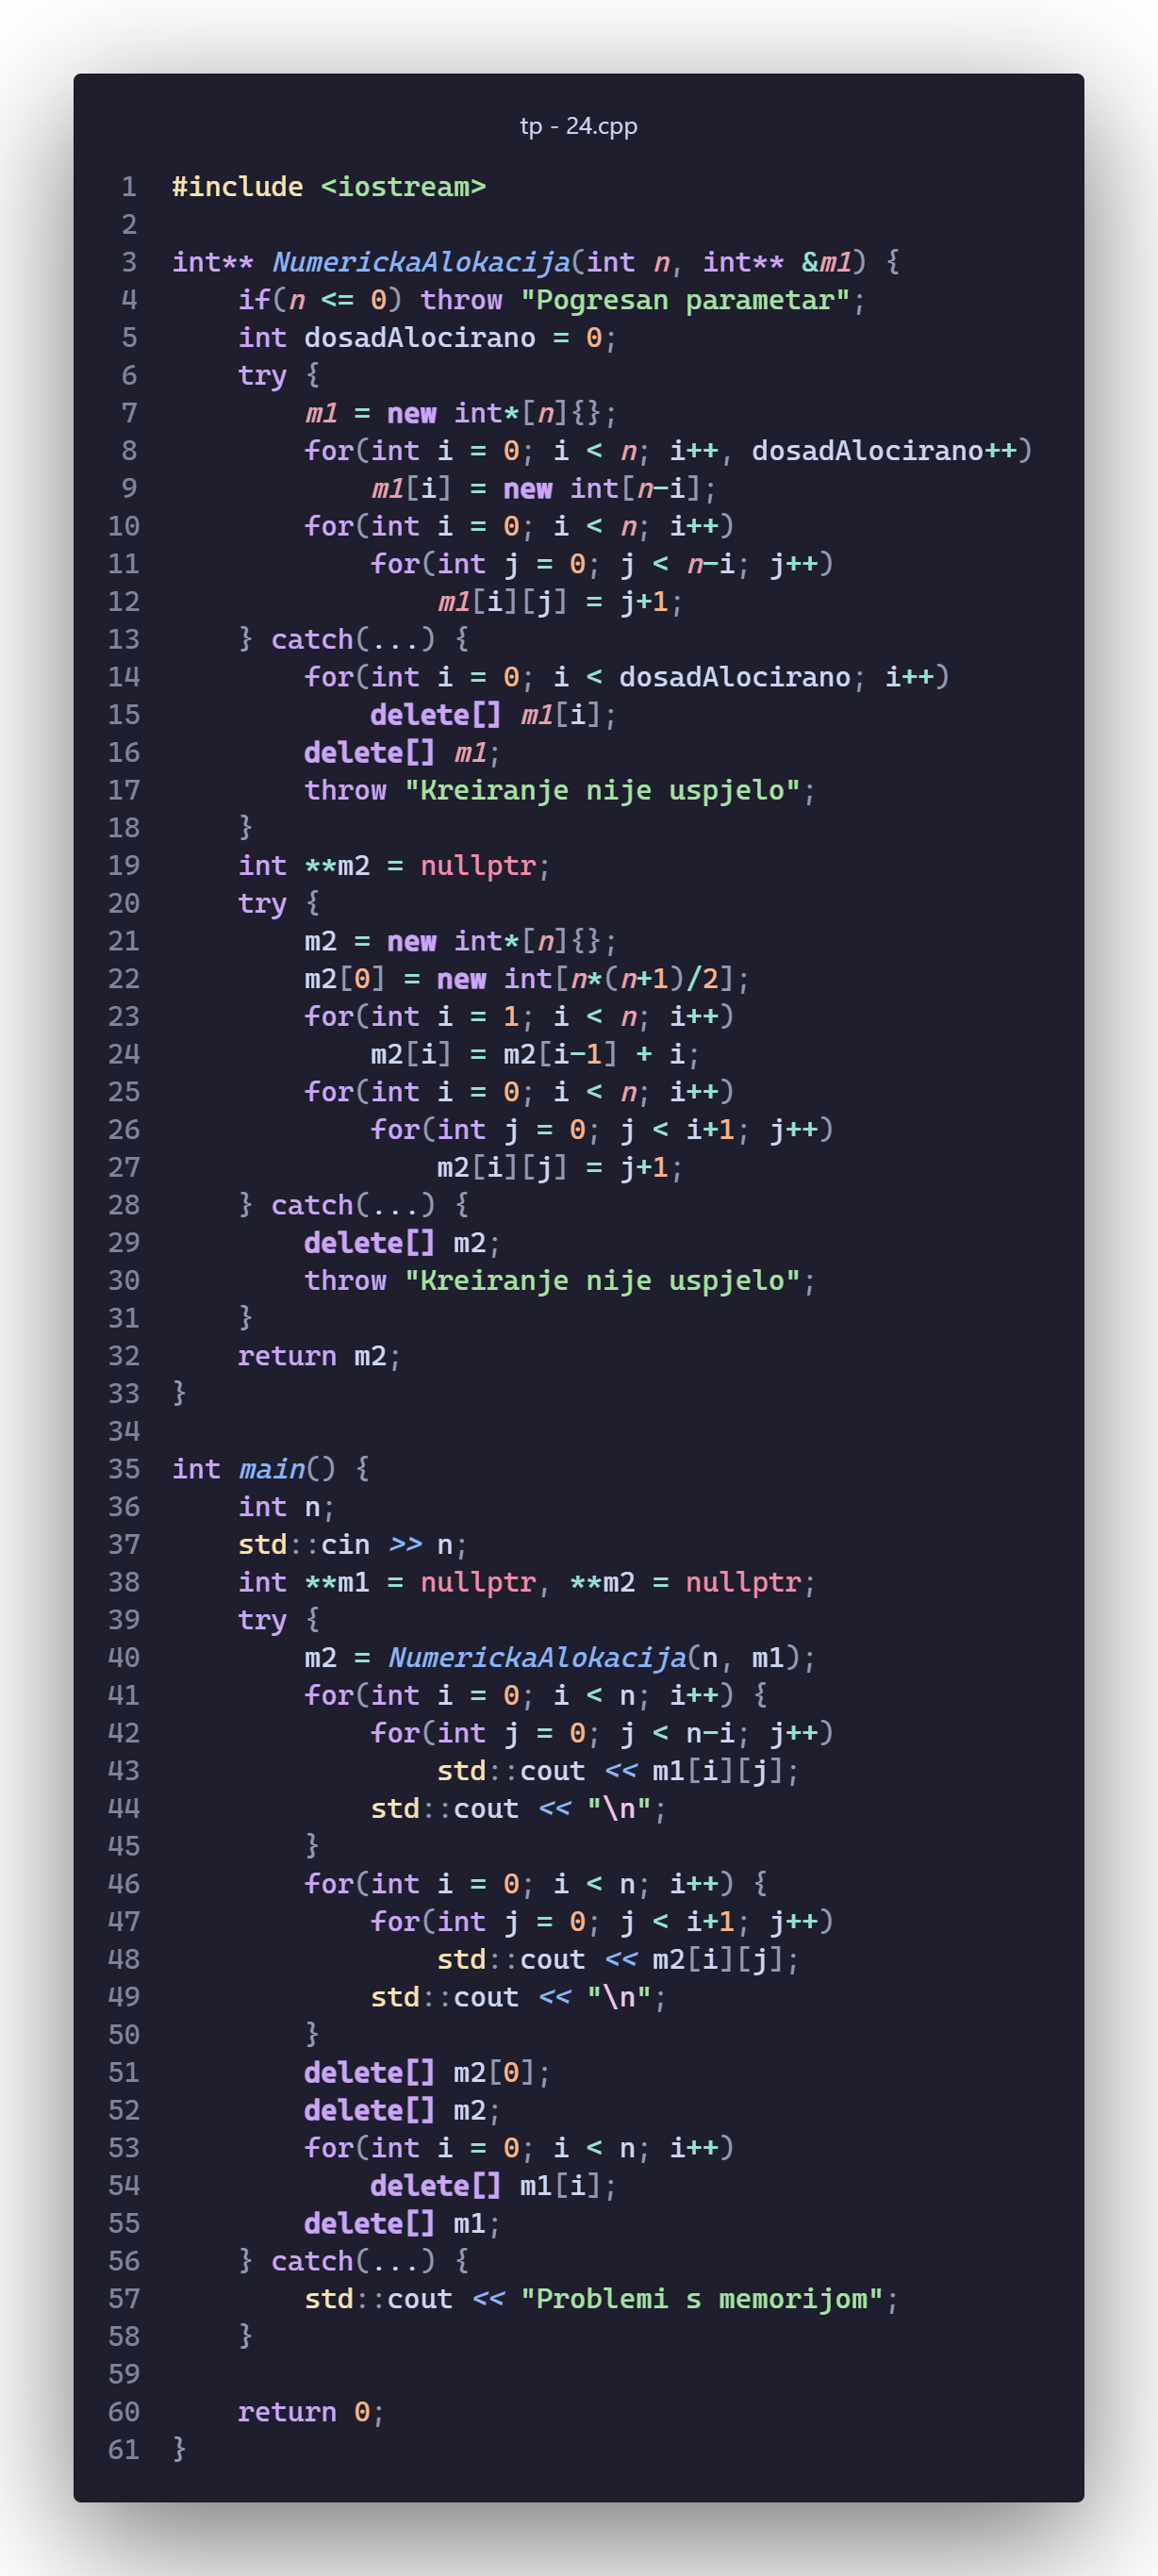 tp - 24.cpp
1 #include <iostream>
2
3 int** NumerickaAlokacija(int n, int** &m1) {
4     if(n <= 0) throw "Pogresan parametar";
5     int dosadAlocirano = 0;
6     try {
7         m1 = new int*[n]{};
8         for(int i = 0; i < n; i++, dosadAlocirano++)
9             m1[i] = new int[n-i];
10         for(int i = 0; i < n; i++)
11             for(int j = 0; j < n-i; j++)
12                 m1[i][j] = j+1;
13     } catch(...) {
14         for(int i = 0; i < dosadAlocirano; i++)
15             delete[] m1[i];
16         delete[] m1;
17         throw "Kreiranje nije uspjelo";
18     }
19     int **m2 = nullptr;
20     try {
21         m2 = new int*[n]{};
22         m2[0] = new int[n*(n+1)/2];
23         for(int i = 1; i < n; i++)
24             m2[i] = m2[i-1] + i;
25         for(int i = 0; i < n; i++)
26             for(int j = 0; j < i+1; j++)
27                 m2[i][j] = j+1;
28     } catch(...) {
29         delete[] m2;
30         throw "Kreiranje nije uspjelo";
31     }
32     return m2;
33 }
34
35 int main() {
36     int n;
37     std::cin >> n;
38     int **m1 = nullptr, **m2 = nullptr;
39     try {
40         m2 = NumerickaAlokacija(n, m1);
41         for(int i = 0; i < n; i++) {
42             for(int j = 0; j < n-i; j++)
43                 std::cout << m1[i][j];
44             std::cout << "\n";
45         }
46         for(int i = 0; i < n; i++) {
47             for(int j = 0; j < i+1; j++)
48                 std::cout << m2[i][j];
49             std::cout << "\n";
50         }
51         delete[] m2[0];
52         delete[] m2;
53         for(int i = 0; i < n; i++)
54             delete[] m1[i];
55         delete[] m1;
56     } catch(...) {
57         std::cout << "Problemi s memorijom";
58     }
59
60     return 0;
61 }